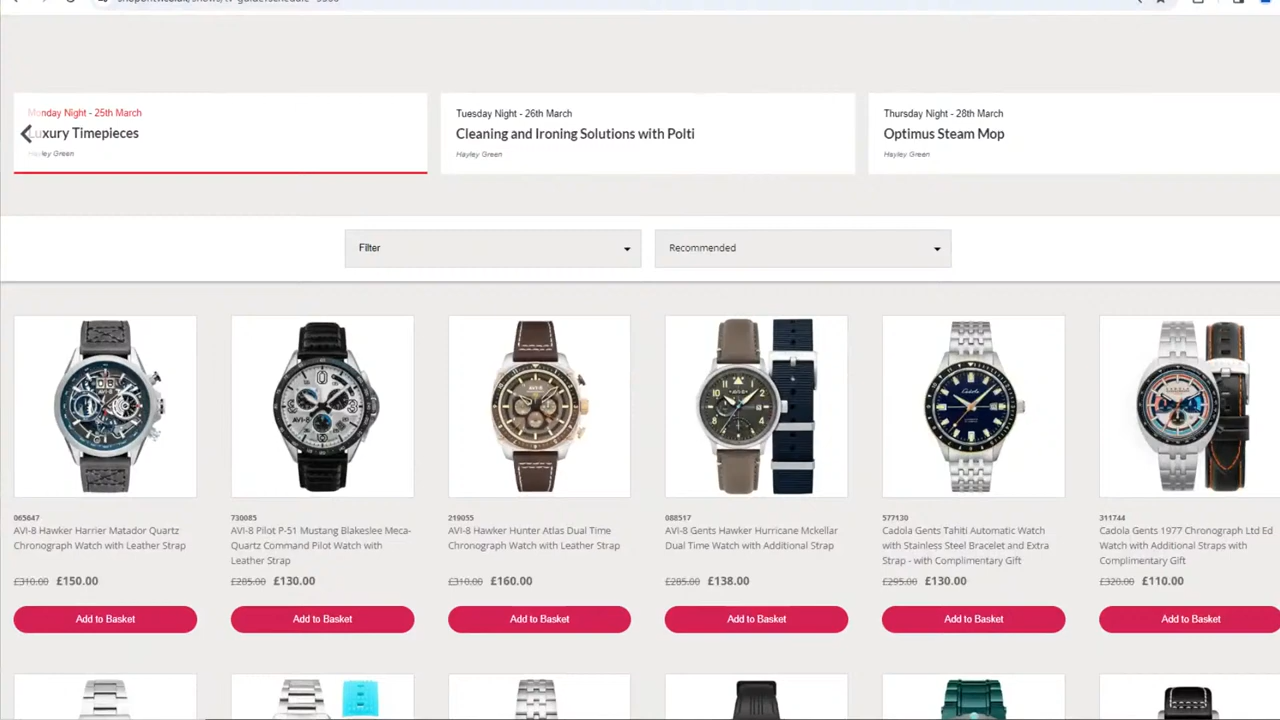 Monday Night - 25th March
Luxury Timepieces
Hayley Green
Tuesday Night - 26th March
Cleaning and Ironing Solutions with Polti
Hayley Green
Thursday Night - 28th March
Optimus Steam Mop
Hayley Green
Filter
Recommended
065647
AVI-8 Hawker Harrier Matador Quartz
Chronograph Watch with Leather Strap
£310.00 £150.00
Add to Basket
730085
AVI-8 Pilot P-51 Mustang Blakeslee Meca-
Quartz Command Pilot Watch with
Leather Strap
£285.00 £130.00
Add to Basket
219055
AVI-8 Hawker Hunter Atlas Dual Time
Chronograph Watch with Leather Strap
£310.00 £160.00
Add to Basket
088517
AVI-8 Gents Hawker Hurricane Mckellar
Dual Time Watch with Additional Strap
£285.00 £138.00
Add to Basket
577130
Cadola Gents Tahiti Automatic Watch
with Stainless Steel Bracelet and Extra
Strap - with Complimentary Gift
£295.00 £130.00
Add to Basket
311744
Cadola Gents 1977 Chronograph Ltd Ed
Watch with Additional Straps with
Complimentary Gift
£320.00 £110.00
Add to Basket